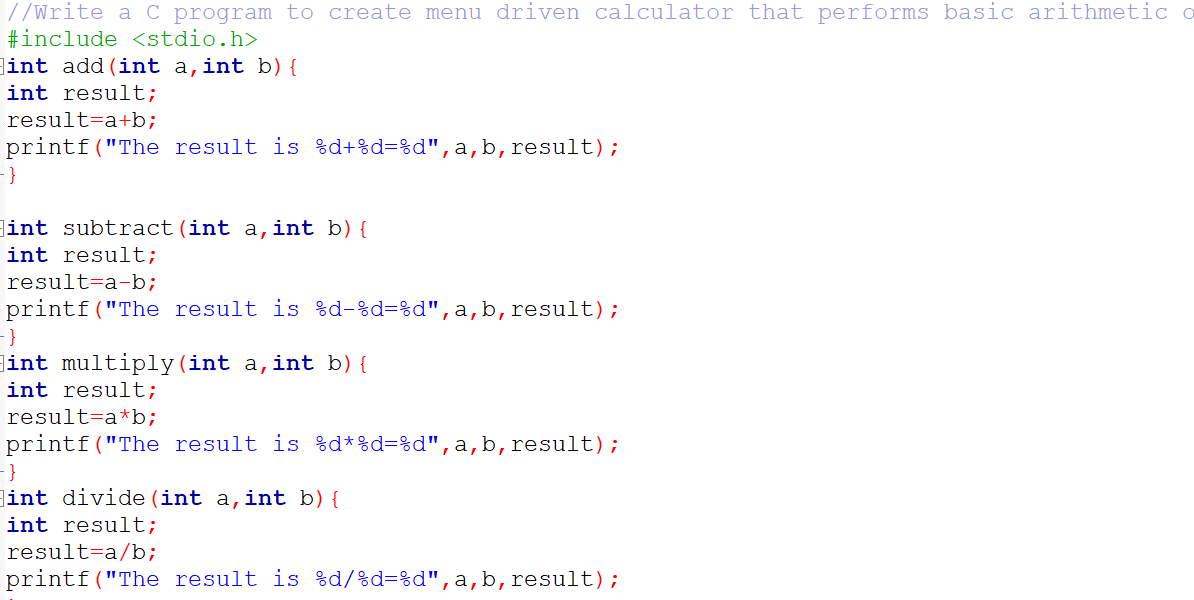 //Write a C program to create menu driven calculator that performs basic arithmetic
#include <stdio.h>
int add(int a,int b){
int result;
result=a+b;
printf("The result is %d+%d=%d",a,b,result);
}
int subtract(int a,int b){
int result;
result=a-b;
printf("The result is %d-%d=%d",a,b,result);
}
int multiply(int a,int b){
int result;
result=a*b;
printf("The result is %d*%d=%d",a,b,result);
}
int divide(int a,int b){
int result;
result=a/b;
printf("The result is %d/%d=%d",a,b,result);